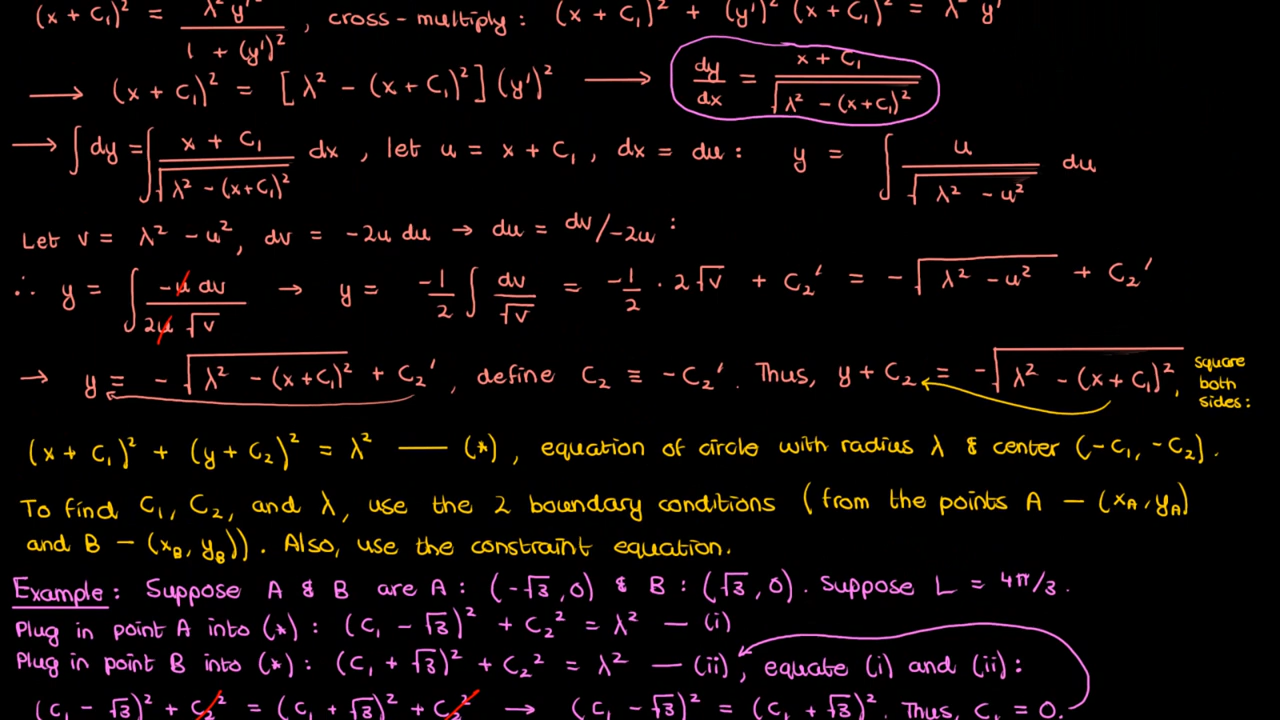 (x + C₁)² = λ²y'² / (1 + (y')²), cross-multiply: (x + C₁)² + (y')² (x + C₁)² = λ² y'
⟶ (x + C₁)² = [λ² - (x + C₁)²] (y')² ⟶ dy/dx = (x + C₁) / √(λ² - (x+C₁)²)
⟶ ∫ dy = ∫ (x + C₁) / √(λ² - (x+C₁)²) dx, let u = x + C₁, dx = du: y = ∫ u / √(λ² - u²) du
Let v = λ² - u², dv = -2u du → du = dv/-2u:
∴ y = ∫ -u dv / (2u √v) → y = -1/2 ∫ dv/√v = -1/2 · 2√v + C₂' = -√(λ² - u²) + C₂'
→ y = -√(λ² - (x+C₁)²) + C₂', define C₂ ≡ -C₂'. Thus, y + C₂ = -√(λ² - (x + C₁)²), square both sides:
(x + C₁)² + (y + C₂)² = λ² — (*), equation of circle with radius λ & center (-C₁, -C₂).
To find C₁, C₂, and λ, use the 2 boundary conditions (from the points A - (x_A, y_A)
and B - (x_B, y_B)). Also, use the constraint equation.
Example: Suppose A & B are A: (-√3, 0) & B: (√3, 0). Suppose L = 4π/3.
Plug in point A into (*): (C₁ - √3)² + C₂² = λ² — (i)
Plug in point B into (*): (C₁ + √3)² + C₂² = λ² — (ii), equate (i) and (ii):
(C₁ - √3)² + C₂² = (C₁ + √3)² + C₂² → (C₁ - √3)² = (C₁ + √3)². Thus, C₁ = 0.